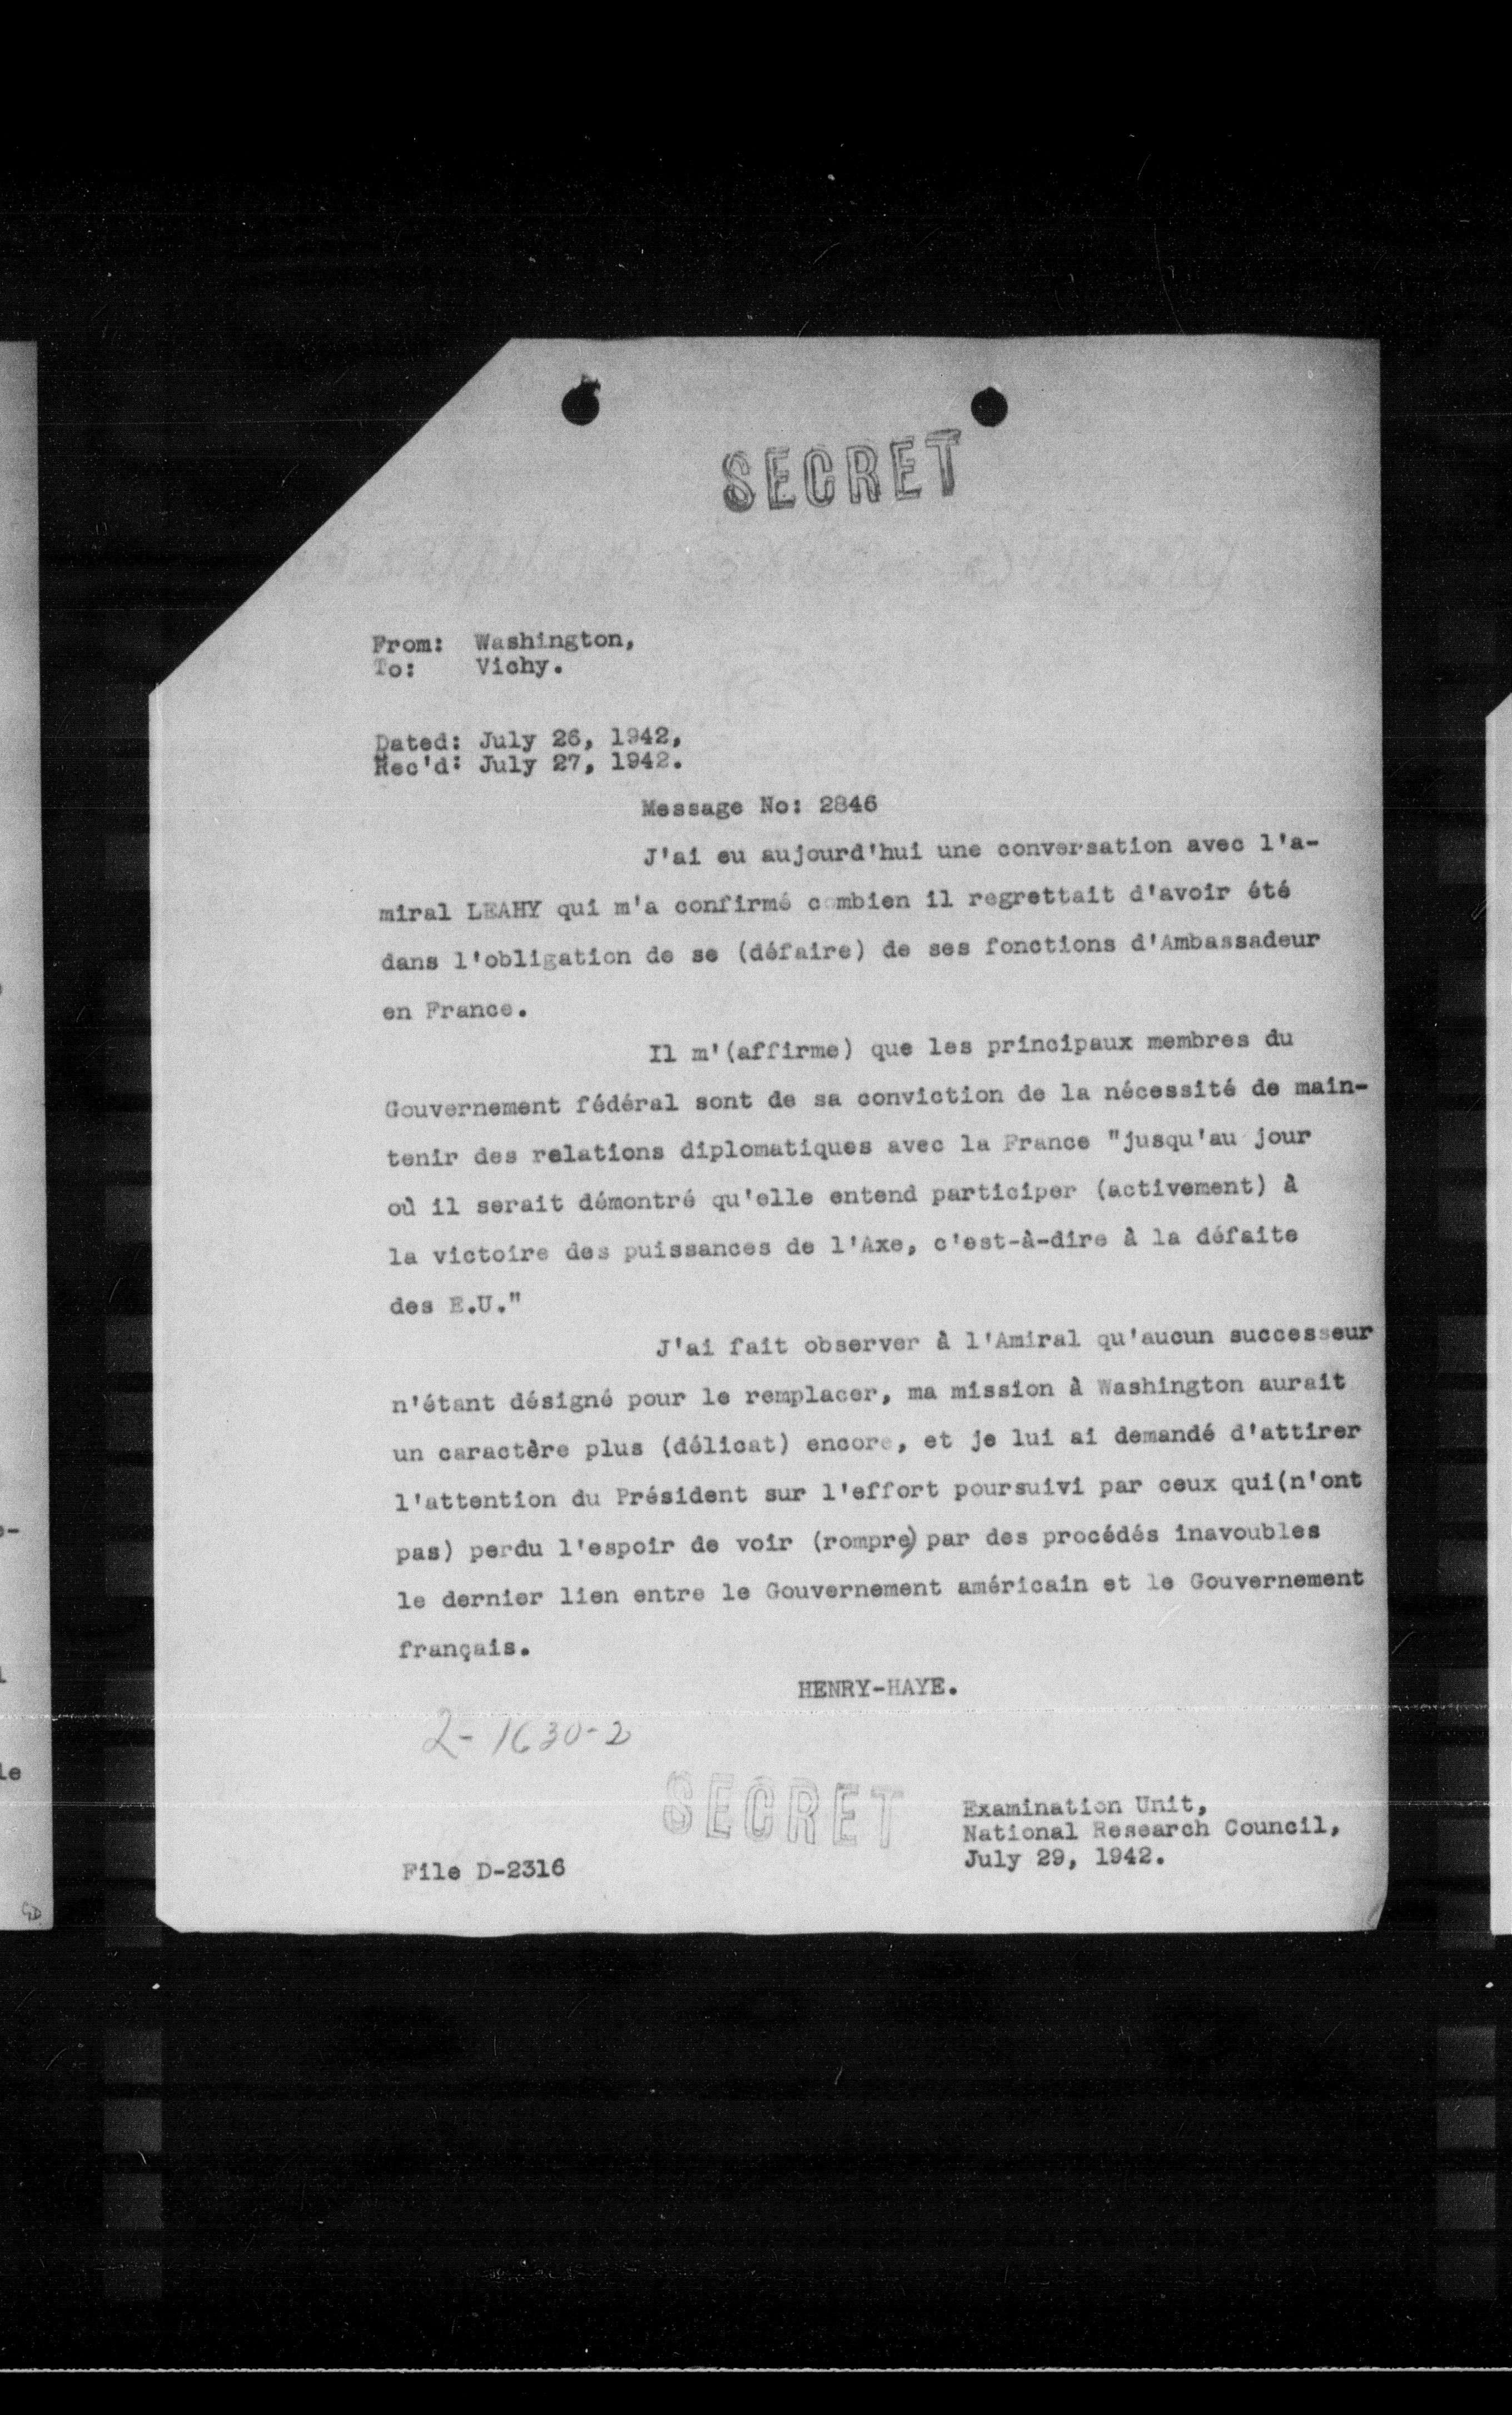 SECRET
From: Washington,
To: Vichy.
Dated: July 26, 1942,
Rec'd: July 27, 1942.
Message No: 2846
J'ai eu aujourd'hui une conversation avec l'a-
miral LEAHY qui m'a confirmé combien il regrettait d'avoir été
dans l'obligation de se (défaire) de ses fonctions d'Ambassadeur
en France.
Il m'(affirme) que les principaux membres du
Gouvernement fédéral sont de sa conviction de la nécessité de main-
tenir des relations diplomatiques avec la France "jusqu'au jour
où il serait démontré qu'elle entend participer (activement) à
la victoire des puissances de l'Axe, c'est-à-dire à la défaite
des E.U."
J'ai fait observer à l'Amiral qu'aucun successeur
n'étant désigné pour le remplacer, ma mission à Washington aurait
un caractère plus (délicat) encore, et je lui ai demandé d'attirer
l'attention du Président sur l'effort poursuivi par ceux qui(n'ont
pas) perdu l'espoir de voir (rompre) par des procédés inavoubles
le dernier lien entre le Gouvernement américain et le Gouvernement
français.
HENRY-HAYE.
2-1630-2
SECRET
Examination Unit,
National Research Council,
July 29, 1942.
File D-2316
le
GD